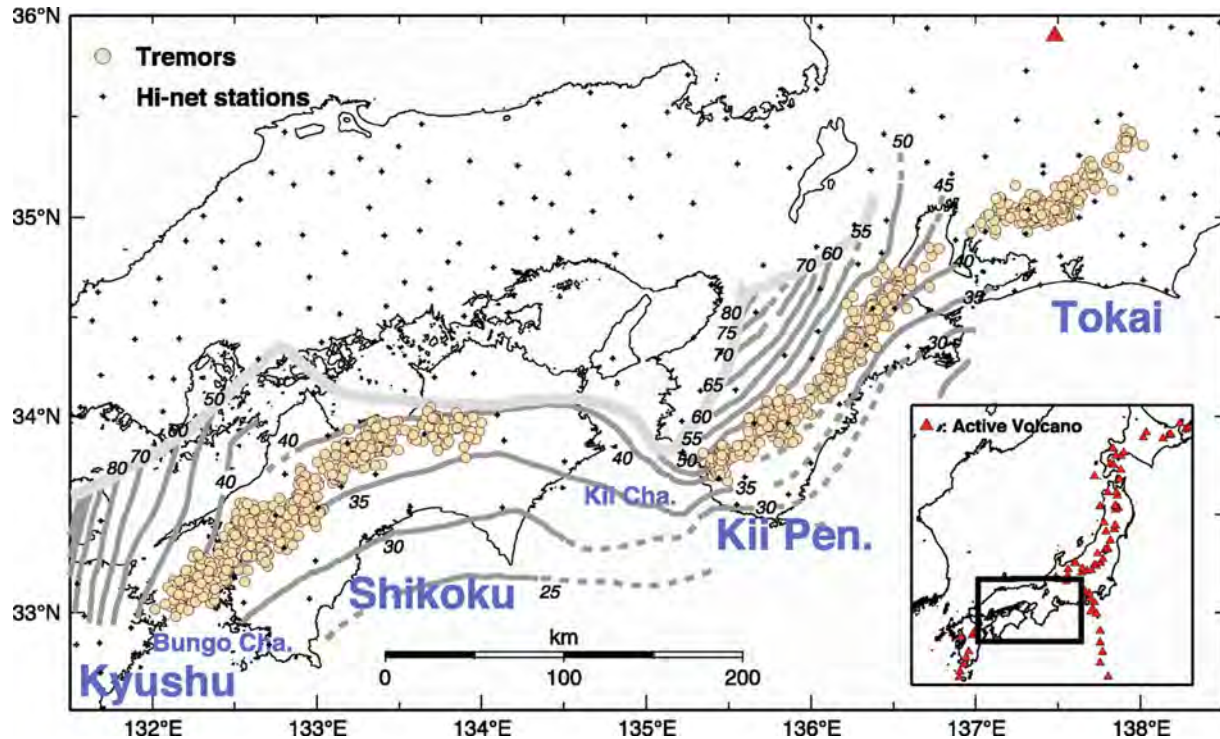 36°N
35°N
34°N
33°N
Tremors
Hi-net stations
50
45
40
35
30
55
60
70
80
75
70
65
60
55
50
40
35
30
50
60
70
80
40
40
35
30
25
Tokai
Kii Cha.
Kii Pen.
Shikoku
Bungo Cha.
Kyushu
km
0 100 200
Active Volcano
132°E 133°E 134°E 135°E 136°E 137°E 138°E